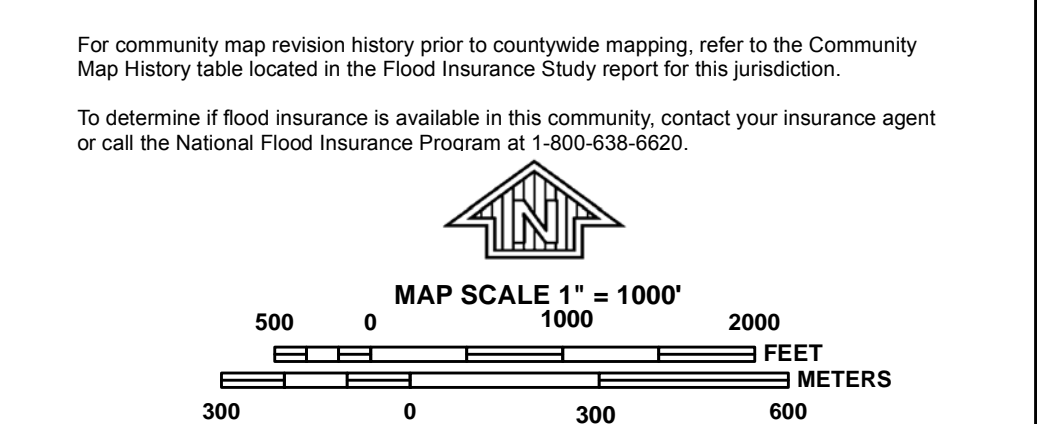 For community map revision history prior to countywide mapping, refer to the Community
Map History table located in the Flood Insurance Study report for this jurisdiction.
To determine if flood insurance is available in this community, contact your insurance agent
or call the National Flood Insurance Program at 1-800-638-6620.
N
MAP SCALE 1" = 1000'
500 0 1000 2000
FEET
METERS
300 0 300 600